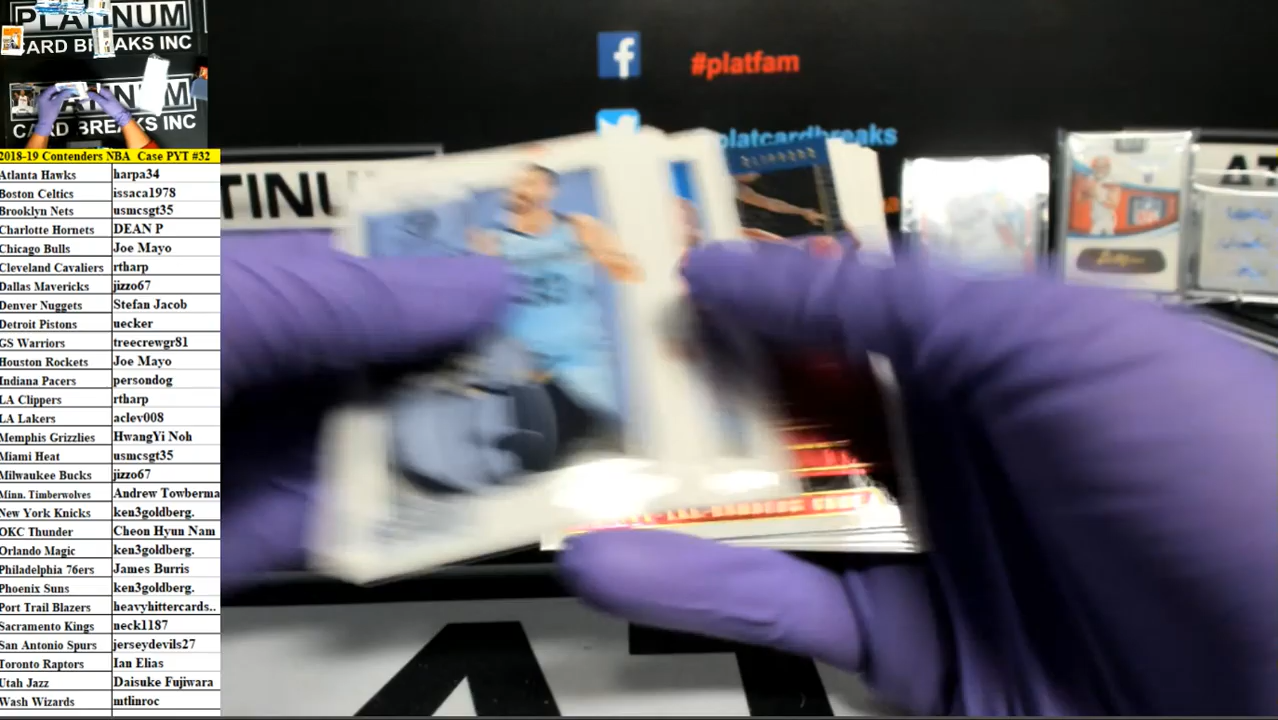 PLATINUM
CARD BREAKS INC
CARD BREAKS INC
2018-19 Contenders NBA Case PYT #32
Atlanta Hawks harpa34
Boston Celtics issaca1978
Brooklyn Nets usmcsgt35
Charlotte Hornets DEAN P
Chicago Bulls Joe Mayo
Cleveland Cavaliers rtharp
Dallas Mavericks jizzo67
Denver Nuggets Stefan Jacob
Detroit Pistons uecker
GS Warriors treecrewgr81
Houston Rockets Joe Mayo
Indiana Pacers persondog
LA Clippers rtharp
LA Lakers aclev008
Memphis Grizzlies HwangYi Noh
Miami Heat usmcsgt35
Milwaukee Bucks jizzo67
Minn. Timberwolves Andrew Towberma
New York Knicks ken3goldberg.
OKC Thunder Cheon Hyun Nam
Orlando Magic ken3goldberg.
Philadelphia 76ers James Burris
Phoenix Suns ken3goldberg.
Port Trail Blazers heavyhittercards..
Sacramento Kings neck1187
San Antonio Spurs jerseydevils27
Toronto Raptors Ian Elias
Utah Jazz Daisuke Fujiwara
Wash Wizards mtlinroc
f
#platfam
platcardbreaks
TINU
AT
33
AT